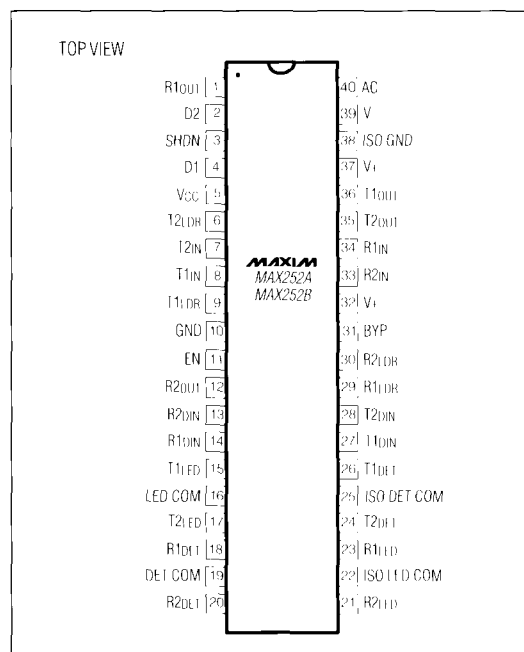 TOP VIEW
R1OUT 1
D2 2
SHDN 3
D1 4
VCC 5
T2LDR 6
T2IN 7
T1IN 8
T1LDR 9
GND 10
EN 11
R2OUT 12
R2DIN 13
R1DIN 14
T1LED 15
LED COM 16
T2LED 17
R1DET 18
DET COM 19
R2DET 20
MAXIM
MAX252A
MAX252B
40 AC
39 V
38 ISO GND
37 V+
36 T1OUT
35 T2OUT
34 R1IN
33 R2IN
32 V+
31 BYP
30 R2LDR
29 R1LDR
28 T2DIN
27 T1DIN
26 T1DET
25 ISO DET COM
24 T2DET
23 R1LED
22 ISO LED COM
21 R2LED